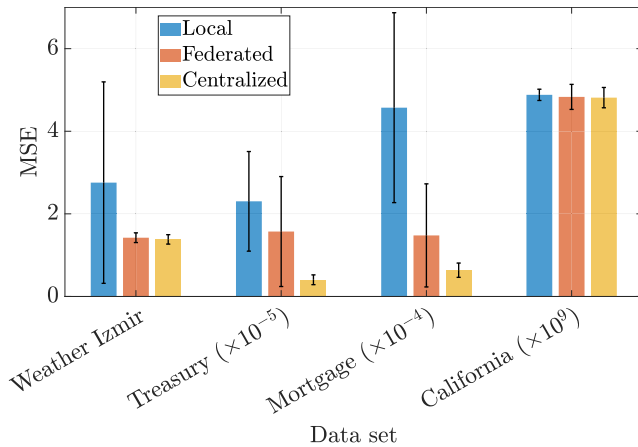 Local
Federated
Centralized
MSE
6
4
2
0
Weather Izmir
Treasury (×10⁻⁵)
Mortgage (×10⁻⁴)
California (×10⁹)
Data set